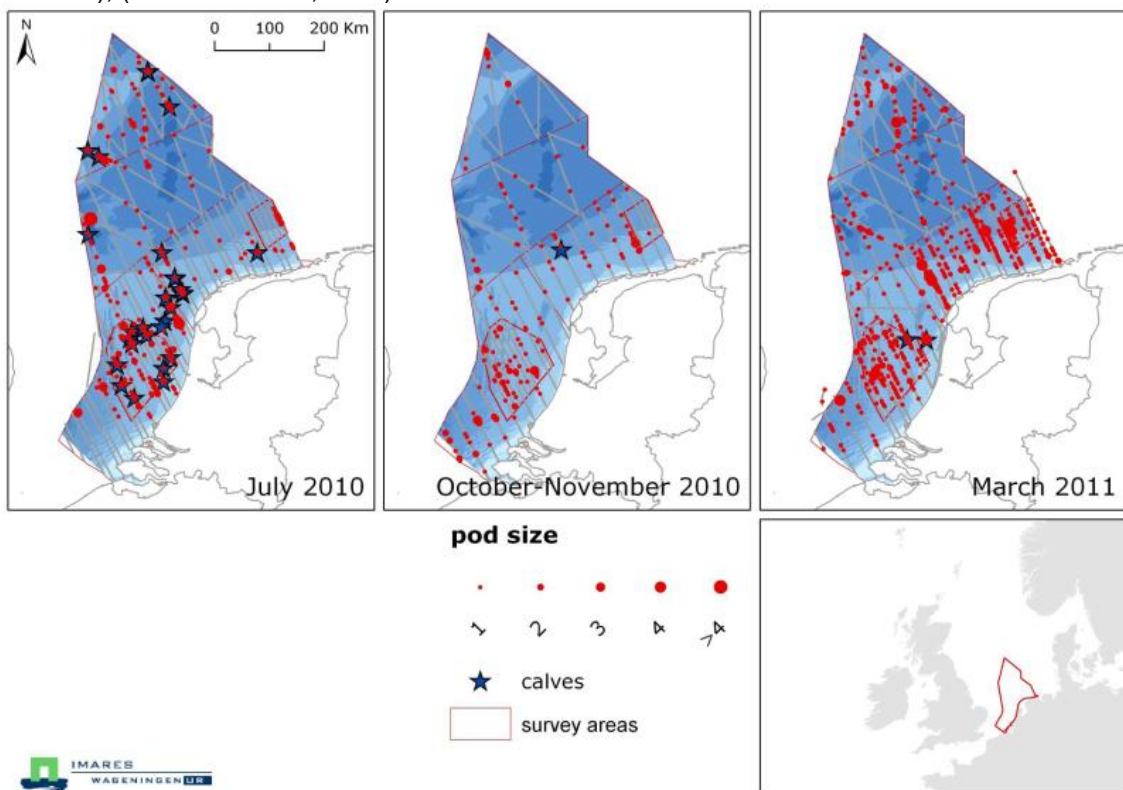 N
0 100 200 Km
July 2010
October-November 2010
March 2011
pod size
1 2 3 4 >4
calves
survey areas
IMARES
WAGENINGEN UR